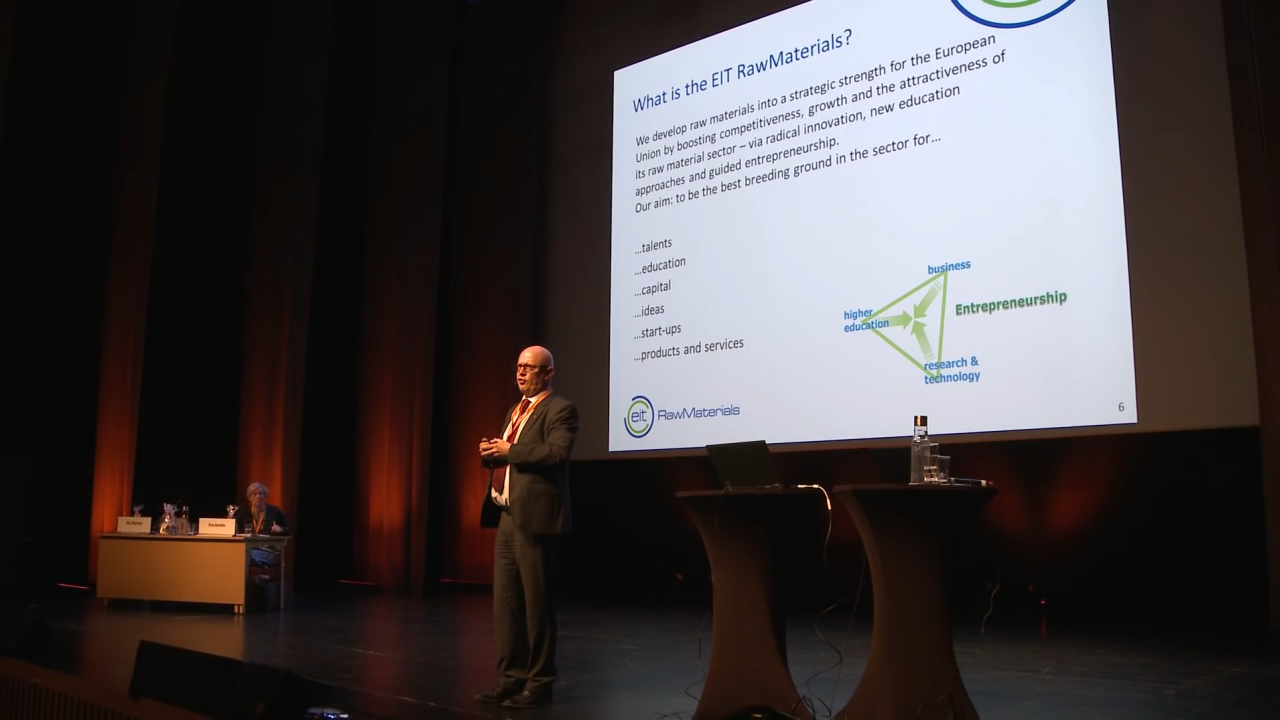 What is the EIT RawMaterials?
We develop raw materials into a strategic strength for the European
Union by boosting competitiveness, growth and the attractiveness of
its raw material sector – via radical innovation, new education
approaches and guided entrepreneurship.
Our aim: to be the best breeding ground in the sector for...
...talents
...education
...capital
...ideas
...start-ups
...products and services
business
higher
education
Entrepreneurship
research &
technology
eit RawMaterials
6